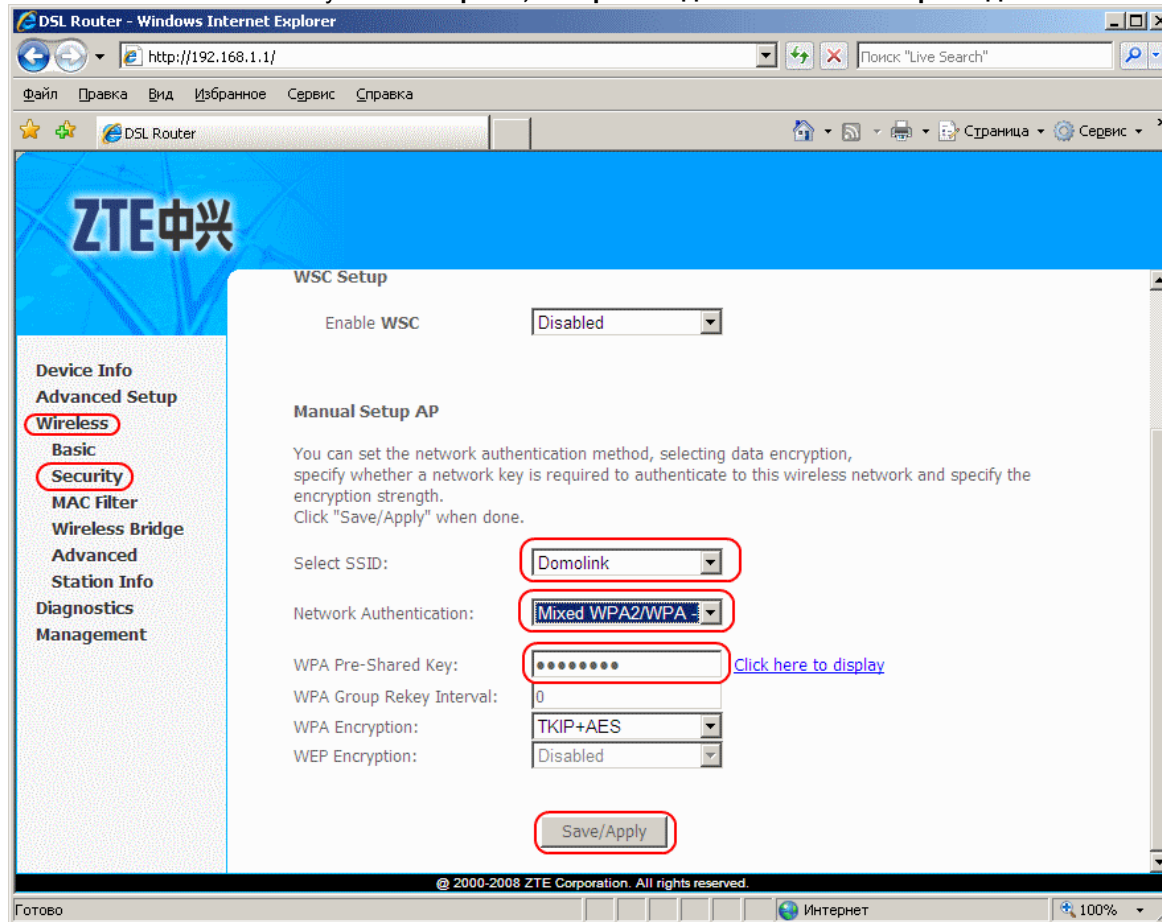 DSL Router - Windows Internet Explorer
http://192.168.1.1/
Поиск "Live Search"
Файл Правка Вид Избранное Сервис Справка
DSL Router
Страница Сервис
ZTE中兴
WSC Setup
Enable WSC Disabled
Device Info
Advanced Setup
Wireless
Basic
Security
MAC Filter
Wireless Bridge
Advanced
Station Info
Diagnostics
Management
Manual Setup AP
You can set the network authentication method, selecting data encryption,
specify whether a network key is required to authenticate to this wireless network and specify the
encryption strength.
Click "Save/Apply" when done.
Select SSID: Domolink
Network Authentication: Mixed WPA2/WPA -
WPA Pre-Shared Key: •••••••• Click here to display
WPA Group Rekey Interval: 0
WPA Encryption: TKIP+AES
WEP Encryption: Disabled
Save/Apply
@ 2000-2008 ZTE Corporation. All rights reserved.
Готово Интернет 100%